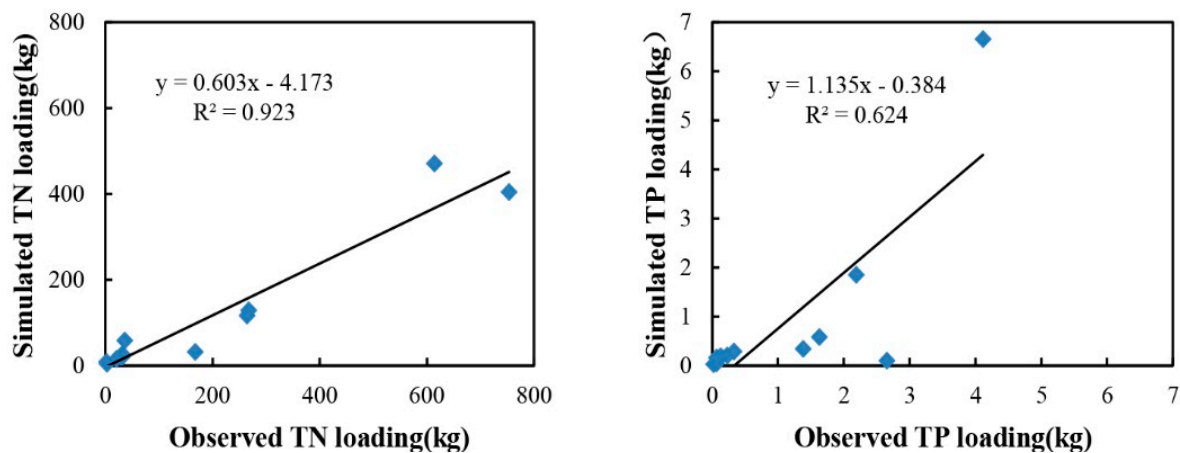 800
600
400
200
0
Simulated TN loading(kg)
y = 0.603x - 4.173
R² = 0.923
0 200 400 600 800
Observed TN loading(kg)
7
6
5
4
3
2
1
0
Simulated TP loading(kg）
y = 1.135x - 0.384
R² = 0.624
0 1 2 3 4 5 6 7
Observed TP loading(kg)